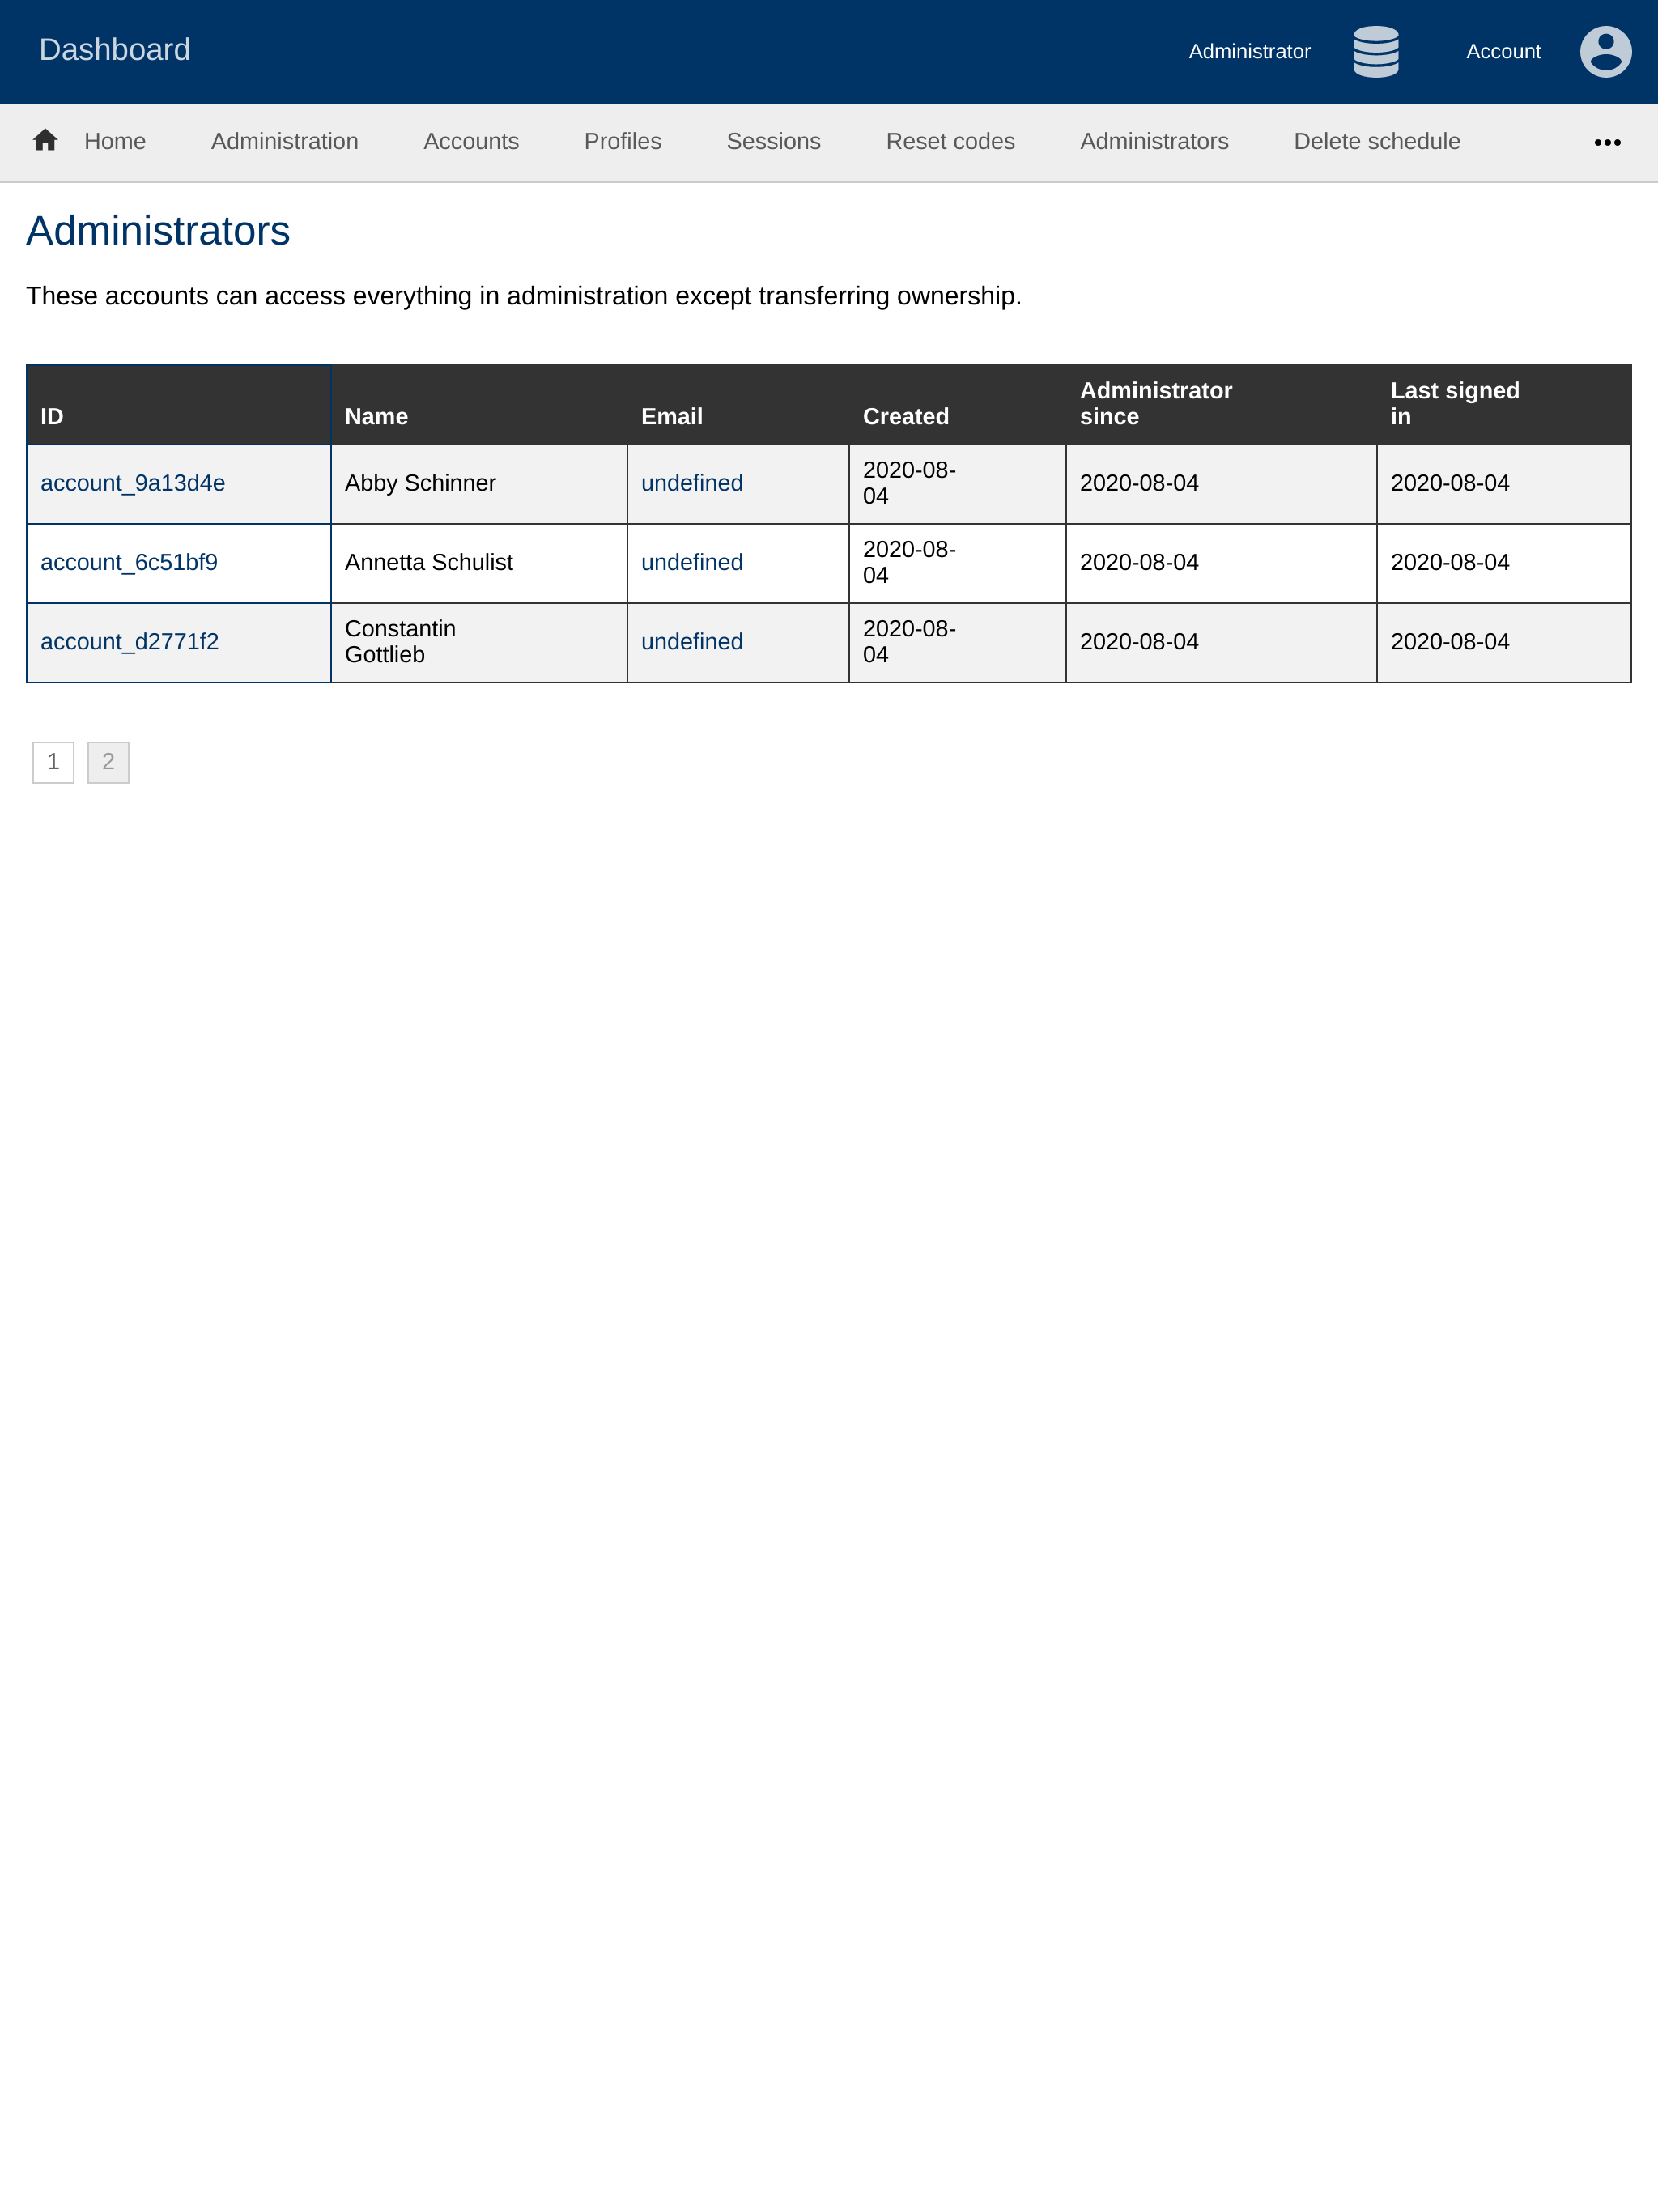 Dashboard
Administrator
Account
Home Administration Accounts Profiles Sessions Reset codes Administrators Delete schedule
Administrators
These accounts can access everything in administration except transferring ownership.
ID Name Email Created Administrator since Last signed in
account_9a13d4e Abby Schinner undefined 2020-08-04 2020-08-04 2020-08-04
account_6c51bf9 Annetta Schulist undefined 2020-08-04 2020-08-04 2020-08-04
account_d2771f2 Constantin Gottlieb undefined 2020-08-04 2020-08-04 2020-08-04
1 2